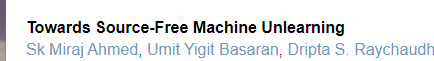 Towards Source-Free Machine Unlearning
Sk Miraj Ahmed, Umit Yigit Basaran, Dripta S. Raychaudh